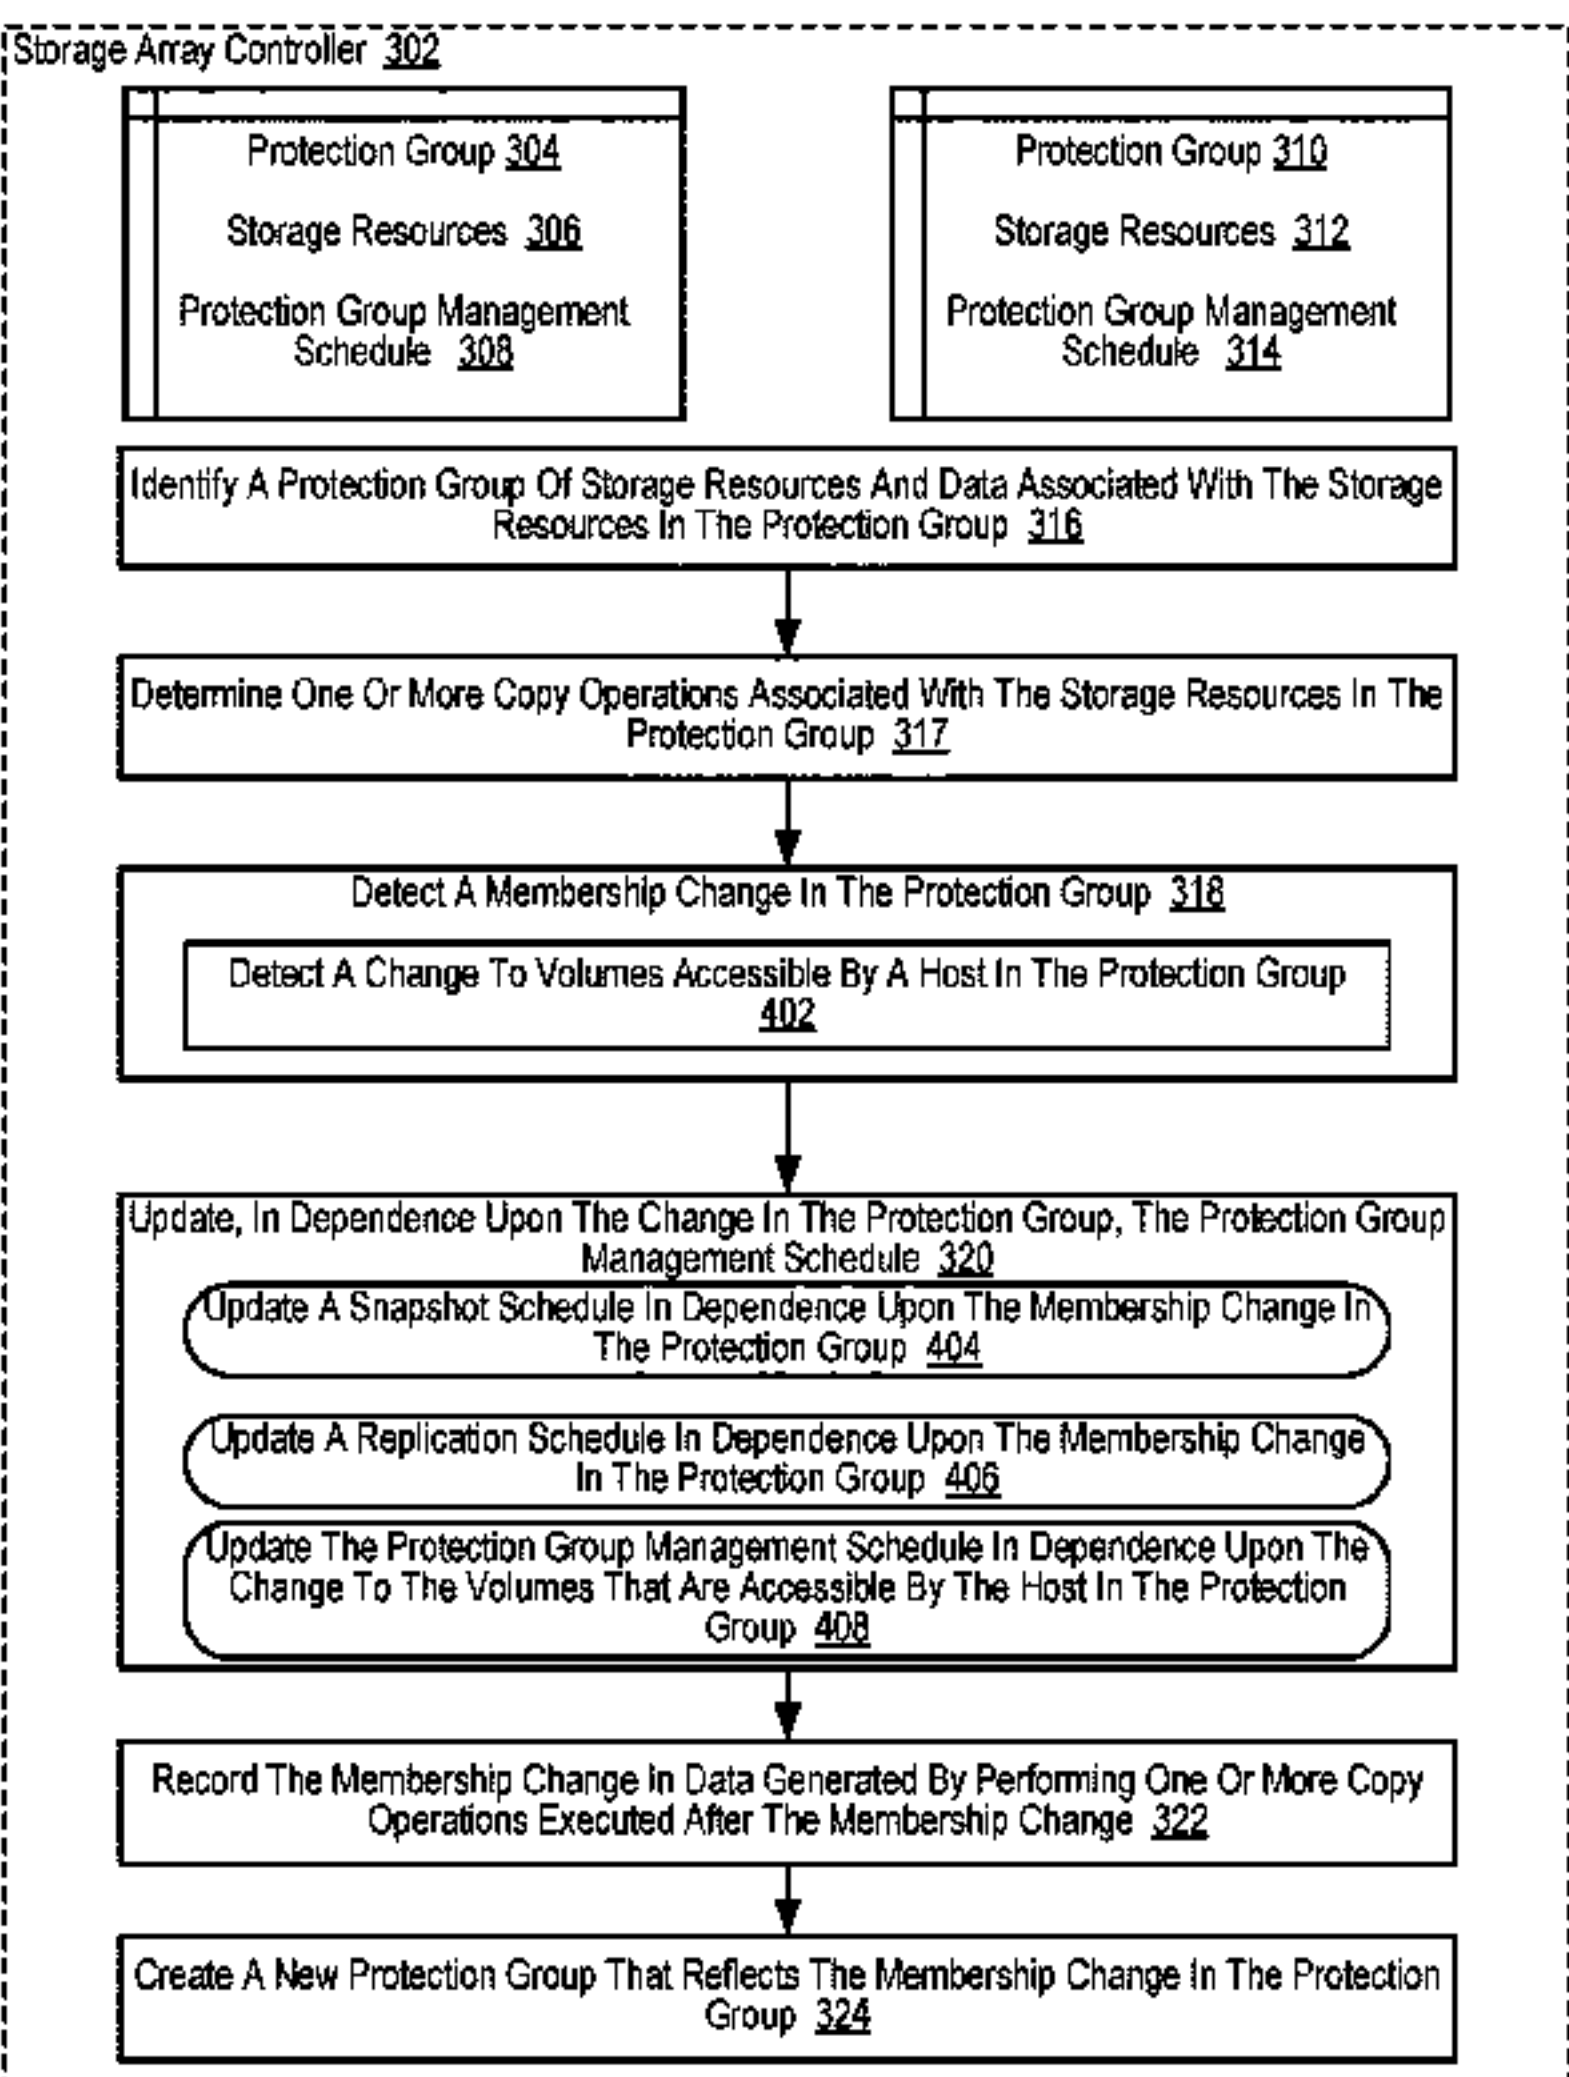 Storage Array Controller 302
Protection Group 304
Storage Resources 306
Protection Group Management
Schedule 308
Protection Group 310
Storage Resources 312
Protection Group Management
Schedule 314
Identify A Protection Group Of Storage Resources And Data Associated With The Storage
Resources In The Protection Group 316
Determine One Or More Copy Operations Associated With The Storage Resources In The
Protection Group 317
Detect A Membership Change In The Protection Group 318
Detect A Change To Volumes Accessible By A Host In The Protection Group
402
Update, In Dependence Upon The Change In The Protection Group, The Protection Group
Management Schedule 320
Update A Snapshot Schedule In Dependence Upon The Membership Change In
The Protection Group 404
Update A Replication Schedule In Dependence Upon The Membership Change
In The Protection Group 406
Update The Protection Group Management Schedule In Dependence Upon The
Change To The Volumes That Are Accessible By The Host In The Protection
Group 408
Record The Membership Change in Data Generated By Performing One Or More Copy
Operations Executed After The Membership Change 322
Create A New Protection Group That Reflects The Membership Change In The Protection
Group 324